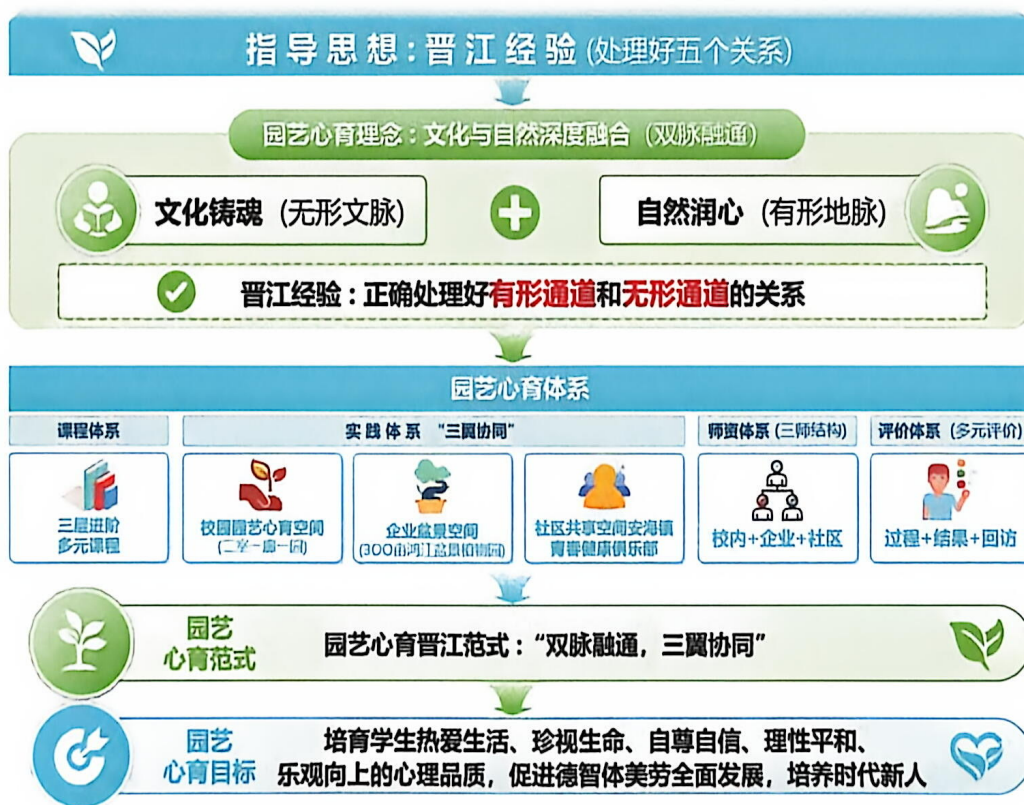 指导思想：晋江经验 (处理好五个关系)
园艺心育理念：文化与自然深度融合 (双脉融通)
文化铸魂 (无形文脉)
自然润心 (有形地脉)
晋江经验：正确处理好有形通道和无形通道的关系
园艺心育体系
课程体系
实践体系 “三翼协同”
师资体系 (三师结构)
评价体系 (多元评价)
三层进阶
多元课程
校园园艺心育空间
企业盆景空间
社区共享空间安海镇
青春健康俱乐部
校内+企业+社区
过程+结果+回访
园艺
心育范式
园艺心育晋江范式：“双脉融通，三翼协同”
园艺
心育目标
培育学生热爱生活、珍视生命、自尊自信、理性平和、
乐观向上的心理品质，促进德智体美劳全面发展，培养时代新人